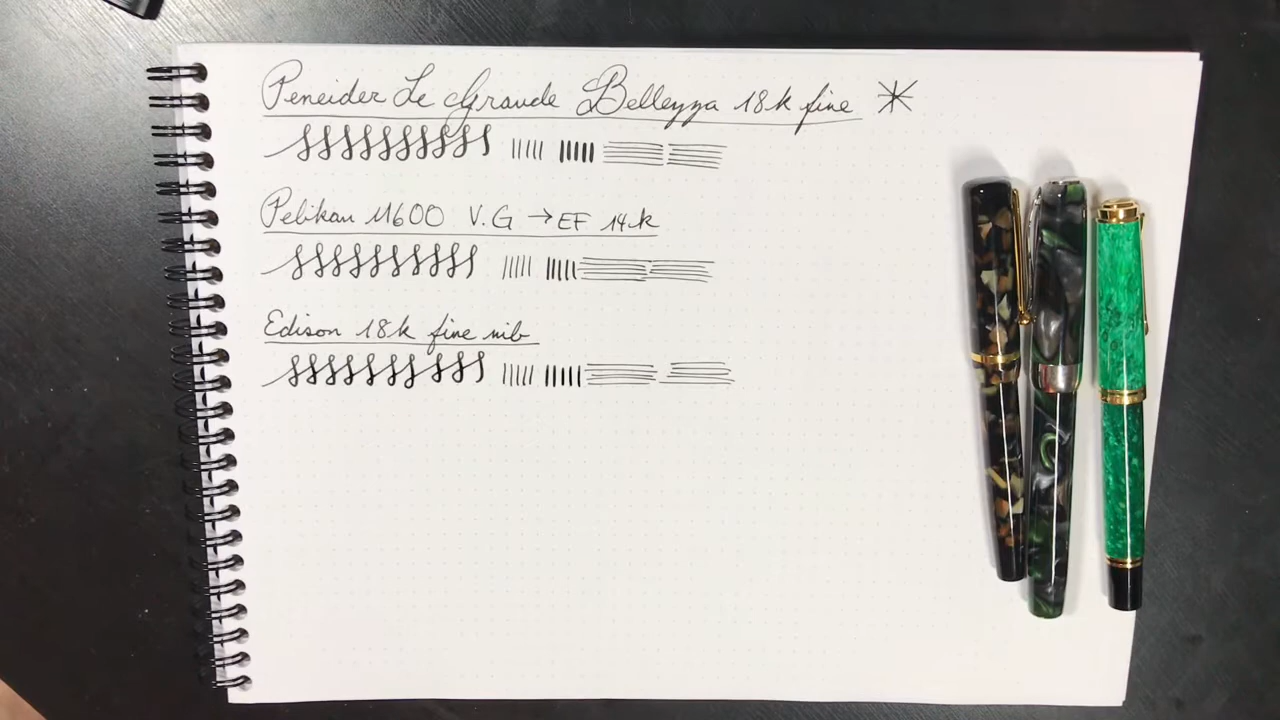 Peneider Le Grande Bellezza 18k fine *
Pelikan M600 V.G → EF 14k
Edison 18k fine nib